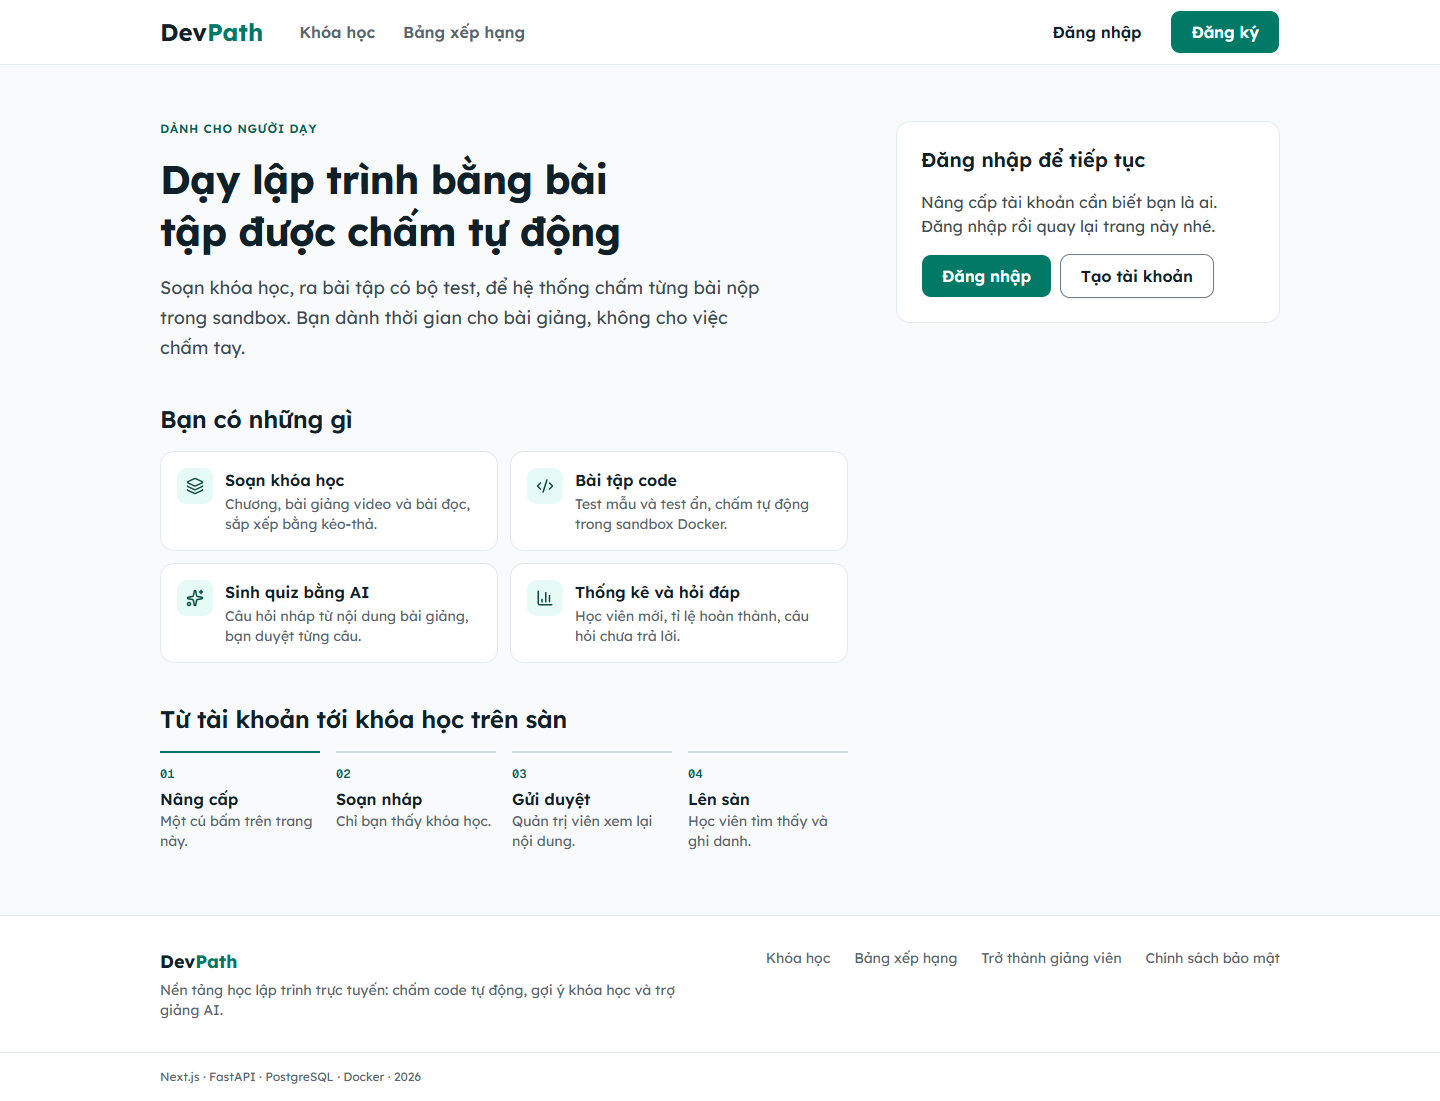 DevPath
Khóa học
Bảng xếp hạng
Đăng nhập
Đăng ký
DÀNH CHO NGƯỜI DẠY
Dạy lập trình bằng bài
tập được chấm tự động
Soạn khóa học, ra bài tập có bộ test, để hệ thống chấm từng bài nộp
trong sandbox. Bạn dành thời gian cho bài giảng, không cho việc
chấm tay.
Đăng nhập để tiếp tục
Nâng cấp tài khoản cần biết bạn là ai.
Đăng nhập rồi quay lại trang này nhé.
Đăng nhập
Tạo tài khoản
Bạn có những gì
Soạn khóa học
Chương, bài giảng video và bài đọc,
sắp xếp bằng kéo-thả.
Bài tập code
Test mẫu và test ẩn, chấm tự động
trong sandbox Docker.
Sinh quiz bằng AI
Câu hỏi nháp từ nội dung bài giảng,
bạn duyệt từng câu.
Thống kê và hỏi đáp
Học viên mới, tỉ lệ hoàn thành, câu
hỏi chưa trả lời.
Từ tài khoản tới khóa học trên sàn
01
Nâng cấp
Một cú bấm trên trang
này.
02
Soạn nháp
Chỉ bạn thấy khóa học.
03
Gửi duyệt
Quản trị viên xem lại
nội dung.
04
Lên sàn
Học viên tìm thấy và
ghi danh.
DevPath
Nền tảng học lập trình trực tuyến: chấm code tự động, gợi ý khóa học và trợ
giảng AI.
Khóa học
Bảng xếp hạng
Trở thành giảng viên
Chính sách bảo mật
Next.js · FastAPI · PostgreSQL · Docker · 2026